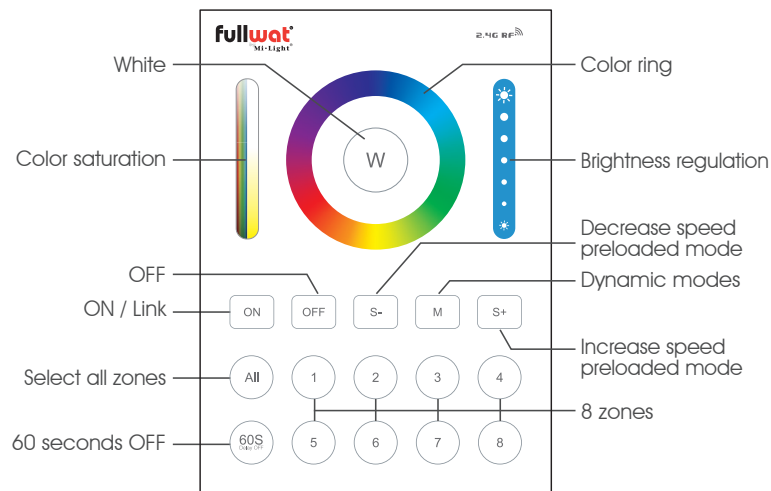 fullwat
Mi-Light
2.4G RF
White
Color ring
W
Color saturation
Brightness regulation
Decrease speed
preloaded mode
OFF
Dynamic modes
ON / Link
ON
OFF
S-
M
S+
Increase speed
preloaded mode
Select all zones
All
1
2
3
4
8 zones
60 seconds OFF
60S
Delay OFF
5
6
7
8